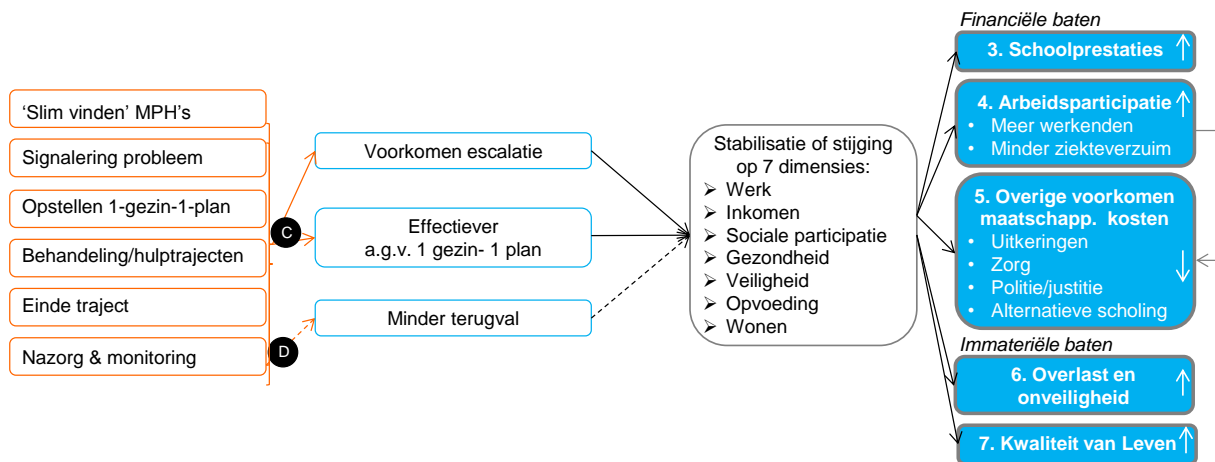 ‘Slim vinden’ MPH’s
Signalering probleem
Opstellen 1-gezin-1-plan
Behandeling/hulptrajecten
Einde traject
Nazorg & monitoring
C
D
Voorkomen escalatie
Effectiever
a.g.v. 1 gezin- 1 plan
Minder terugval
Stabilisatie of stijging
op 7 dimensies:
Werk
Inkomen
Sociale participatie
Gezondheid
Veiligheid
Opvoeding
Wonen
Financiële baten
3. Schoolprestaties
4. Arbeidsparticipatie
• Meer werkenden
• Minder ziekteverzuim
5. Overige voorkomen
maatschapp. kosten
• Uitkeringen
• Zorg
• Politie/justitie
• Alternatieve scholing
Immateriële baten
6. Overlast en
onveiligheid
7. Kwaliteit van Leven